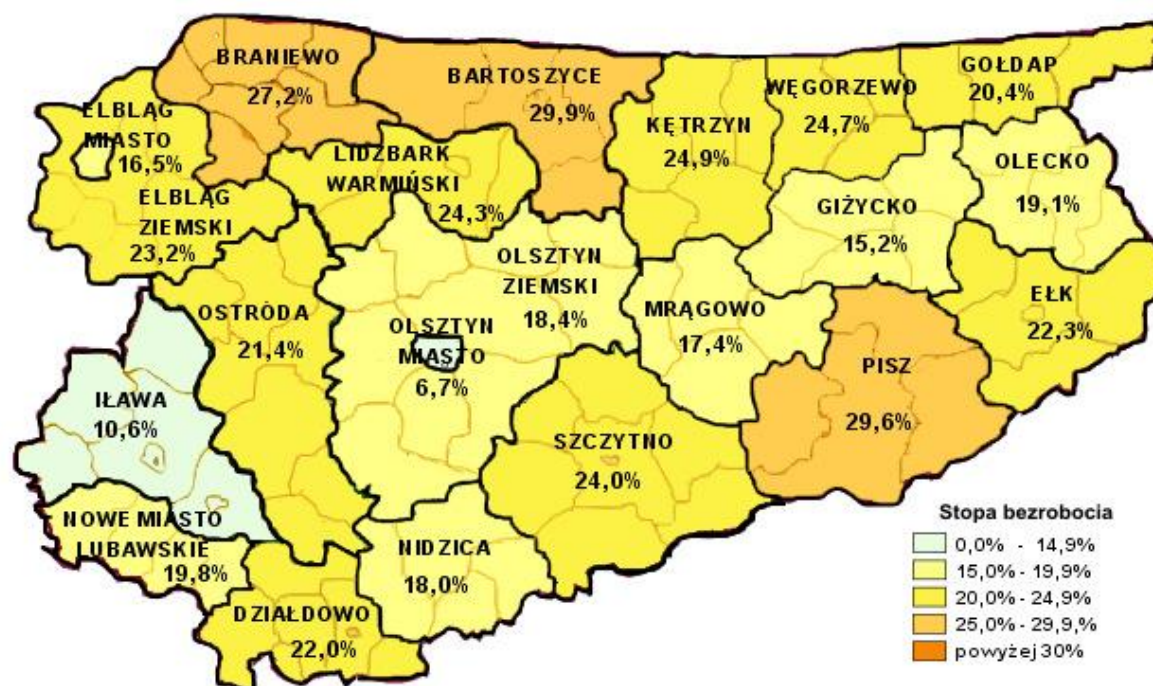 BRANIEWO
27,2%
BARTOSZYCE
29,9%
GOŁDAP
20,4%
WĘGORZEWO
24,7%
KĘTRZYN
24,9%
ELBLĄG
MIASTO
16,5%
LIDZBARK
WARMIŃSKI
24,3%
OLECKO
19,1%
ELBLĄG
ZIEMSKI
23,2%
GIŻYCKO
15,2%
OLSZTYN
ZIEMSKI
18,4%
EŁK
22,3%
OSTRÓDA
21,4%
MRĄGOWO
17,4%
OLSZTYN
MIASTO
6,7%
PISZ
29,6%
IŁAWA
10,6%
SZCZYTNO
24,0%
NOWE MIASTO
LUBAWSKIE
19,8%
NIDZICA
18,0%
DZIAŁDOWO
22,0%
Stopa bezrobocia
0,0% - 14,9%
15,0% - 19,9%
20,0% - 24,9%
25,0% - 29,9,%
powyżej 30%